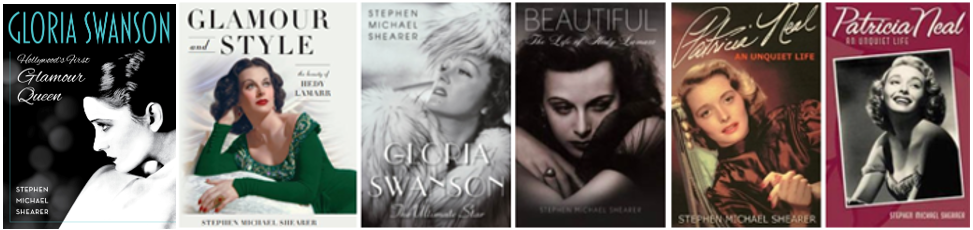 GLORIA SWANSON
Hollywood's First
Glamour
Queen
STEPHEN
MICHAEL
SHEARER
GLAMOUR
and STYLE
the beauty of
HEDY
LAMARR
STEPHEN MICHAEL SHEARER
STEPHEN
MICHAEL
SHEARER
GLORIA
SWANSON
The Ultimate Star
BEAUTIFUL
The Life of Hedy Lamarr
STEPHEN MICHAEL SHEARER
Patricia Neal
AN UNQUIET LIFE
STEPHEN MICHAEL SHEARER
Patricia Neal
AN UNQUIET LIFE
STEPHEN MICHAEL SHEARER